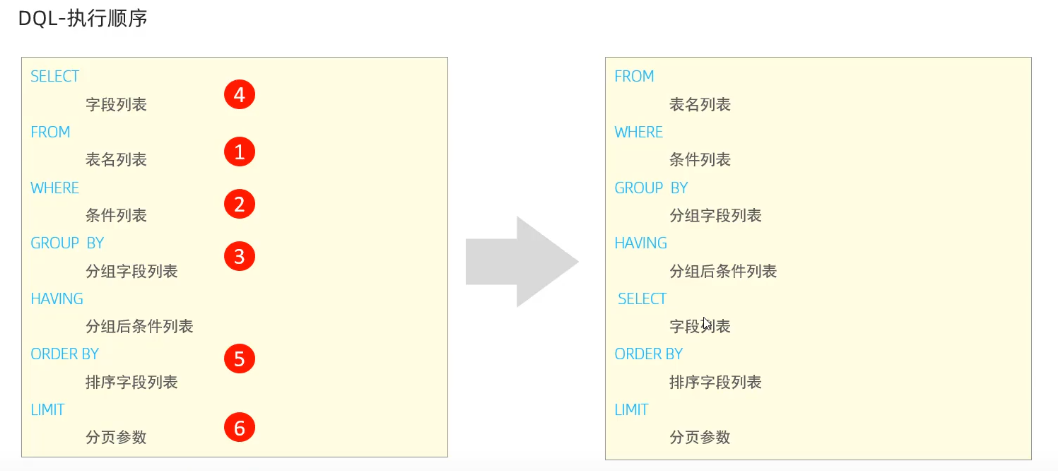 DQL-执行顺序
SELECT
字段列表
4
FROM
表名列表
1
WHERE
条件列表
2
GROUP BY
分组字段列表
3
HAVING
分组后条件列表
ORDER BY
排序字段列表
5
LIMIT
分页参数
6
FROM
表名列表
WHERE
条件列表
GROUP BY
分组字段列表
HAVING
分组后条件列表
SELECT
字段列表
ORDER BY
排序字段列表
LIMIT
分页参数